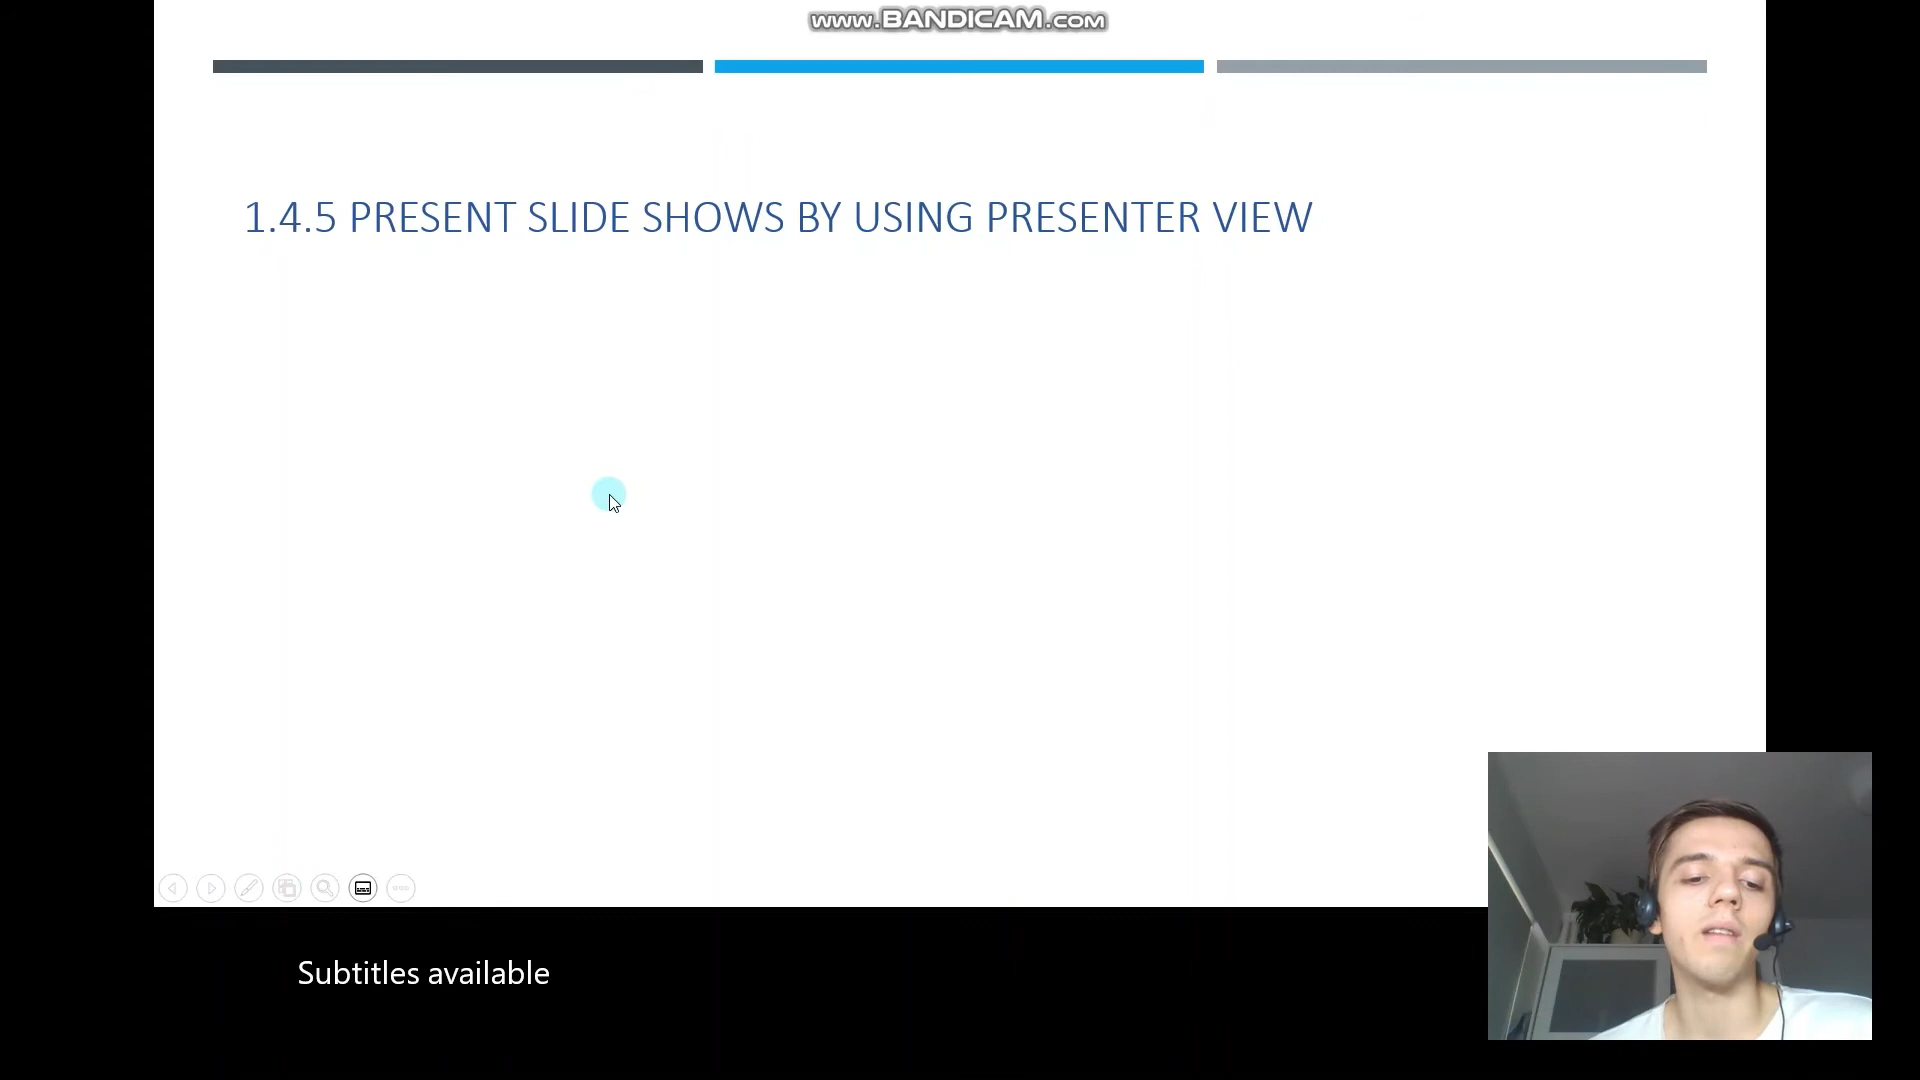 www.BANDICAM.com
1.4.5 PRESENT SLIDE SHOWS BY USING PRESENTER VIEW
Subtitles available